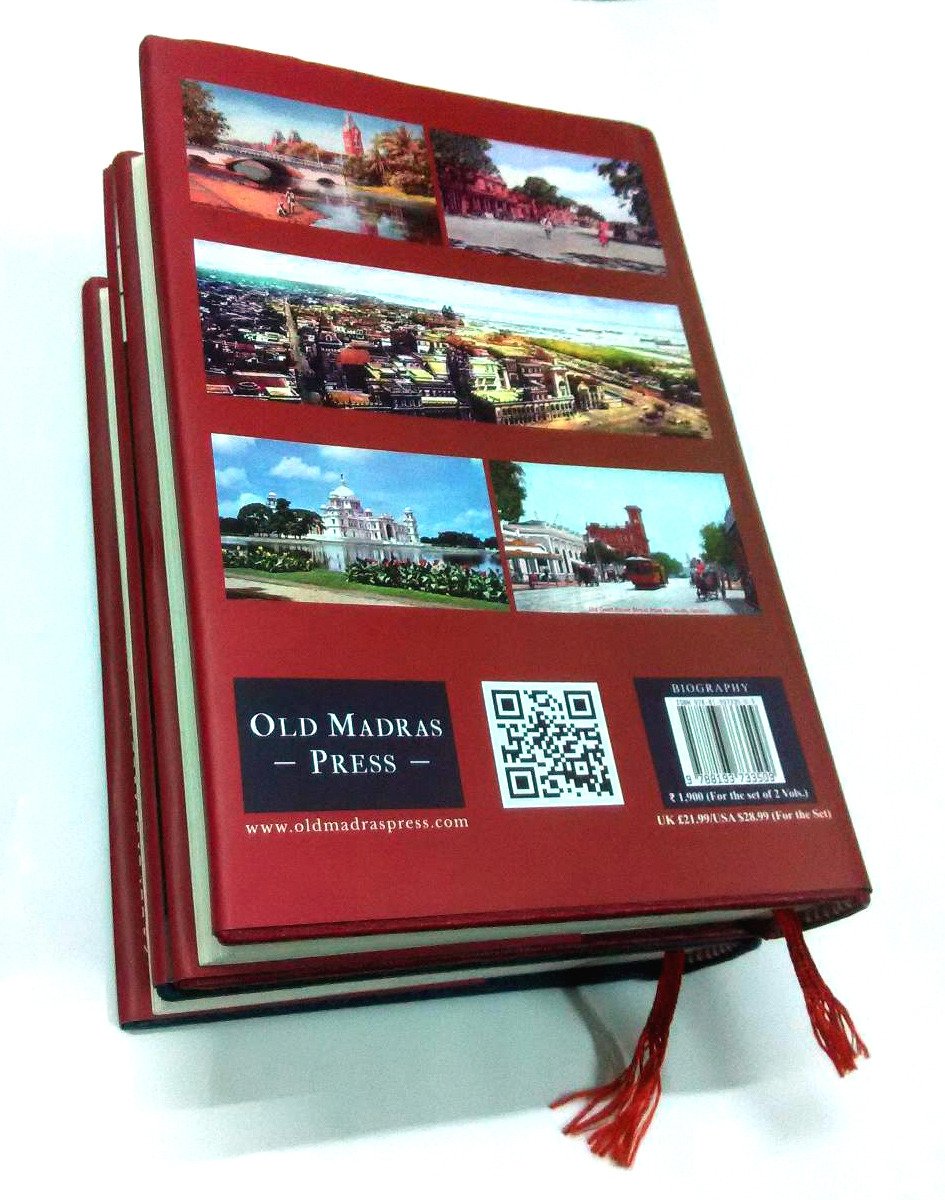 OLD MADRAS
— PRESS —
www.oldmadraspress.com
BIOGRAPHY
₹ 1,900 (For the set of 2 Vols.)
UK £21.99/USA $28.99 (For the Set)